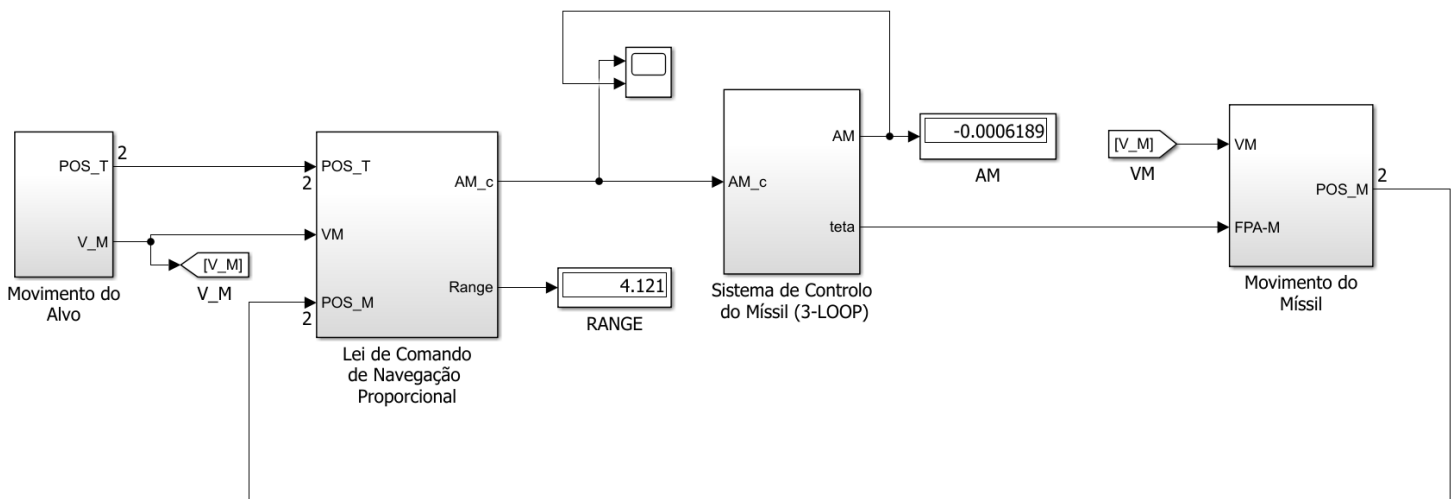 POS_T
2
V_M
[V_M]
V_M
Movimento do
Alvo
POS_T
2
VM
POS_M
2
AM_c
Range
Lei de Comando
de Navegação
Proporcional
4.121
RANGE
AM_c
AM
teta
Sistema de Controlo
do Míssil (3-LOOP)
-0.0006189
AM
[V_M]
VM
VM
FPA-M
POS_M
2
Movimento do
Míssil